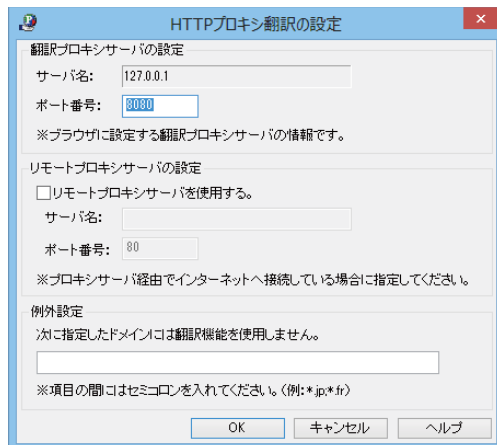 HTTPプロキシ翻訳の設定
翻訳プロキシサーバの設定
サーバ名: 127.0.0.1
ポート番号: 8080
※ブラウザに設定する翻訳プロキシサーバの情報です。
リモートプロキシサーバの設定
リモートプロキシサーバを使用する。
サーバ名:
ポート番号: 80
※プロキシサーバ経由でインターネットへ接続している場合に指定してください。
例外設定
次に指定したドメインには翻訳機能を使用しません。
※項目の間にはセミコロンを入れてください。(例:*.jp;*.fr)
OK キャンセル ヘルプ